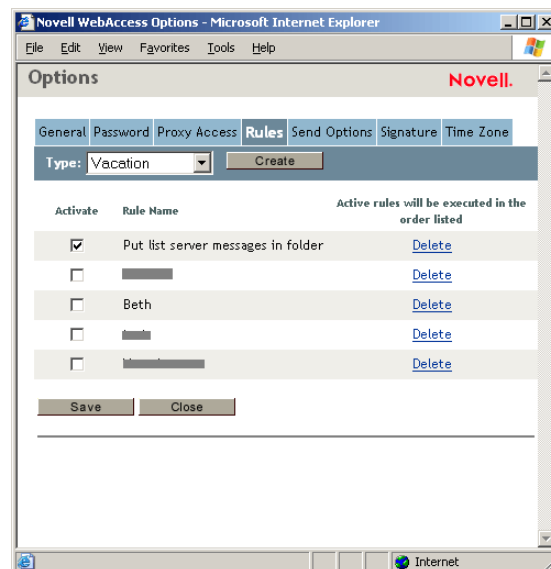 Novell WebAccess Options - Microsoft Internet Explorer
File Edit View Favorites Tools Help
Options
Novell.
General Password Proxy Access Rules Send Options Signature Time Zone
Type: Vacation Create
Activate Rule Name Active rules will be executed in the
order listed
Put list server messages in folder Delete
Delete
Beth Delete
Delete
Delete
Save Close
Internet